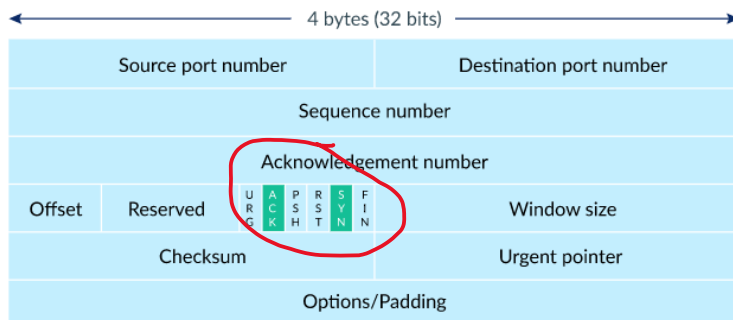 4 bytes (32 bits)
Source port number Destination port number
Sequence number
Acknowledgement number
Offset Reserved URG ACK PSH RST SYN FIN Window size
Checksum Urgent pointer
Options/Padding